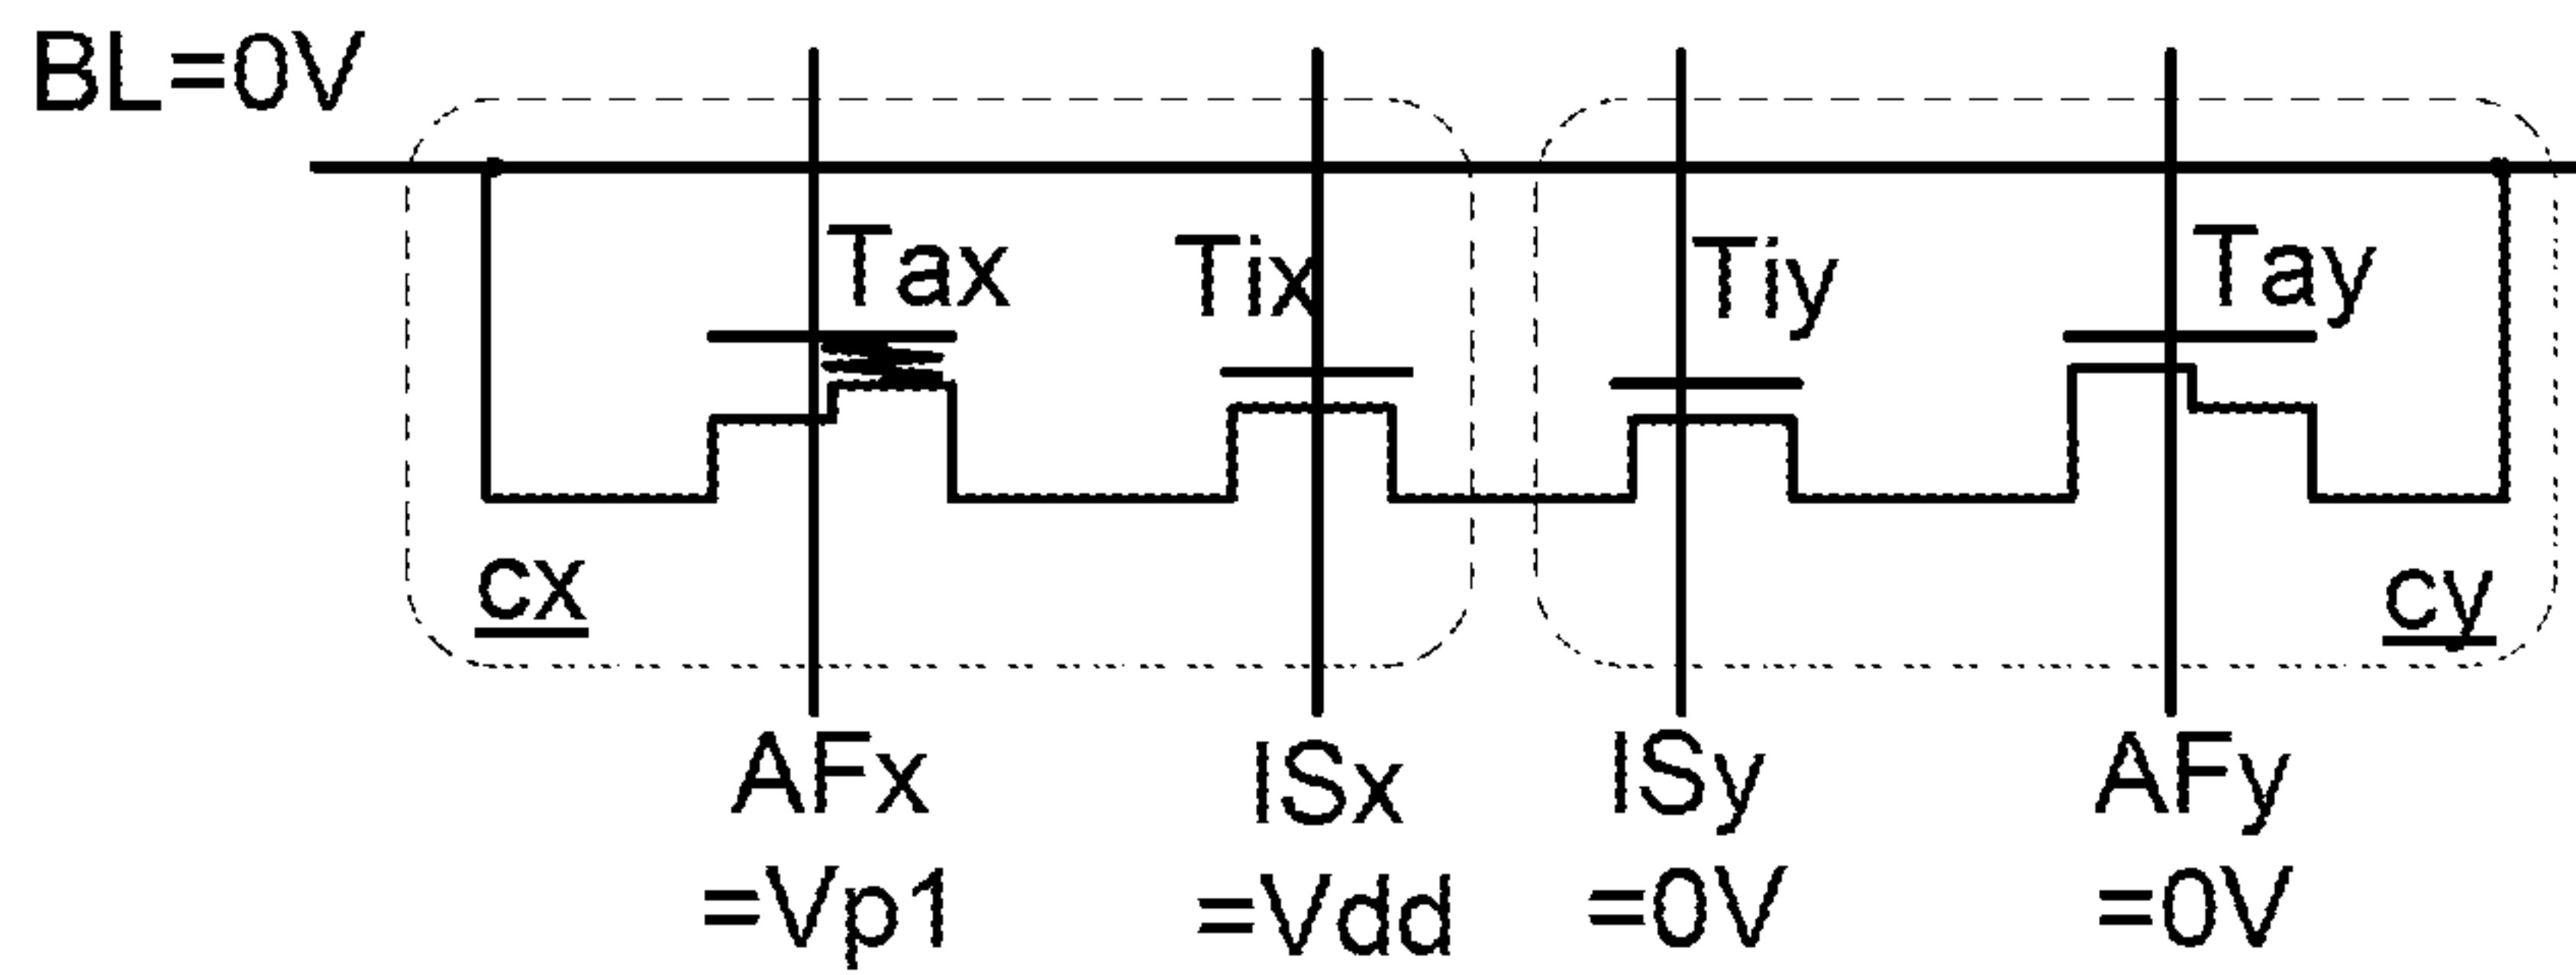 BL=0V
Tax Tix Tiy Tay
cx cy
AFx ISx ISy AFy
=Vp1 =Vdd =0V =0V